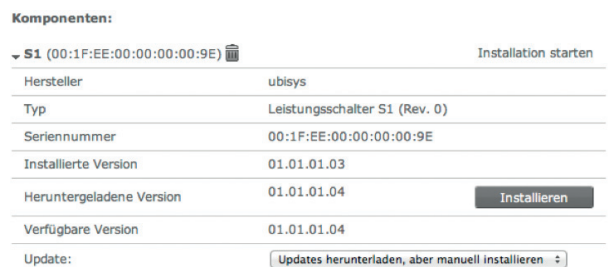 Komponenten:
S1 (00:1F:EE:00:00:00:00:9E) Installation starten
Hersteller ubisys
Typ Leistungsschalter S1 (Rev. 0)
Seriennummer 00:1F:EE:00:00:00:00:9E
Installierte Version 01.01.01.03
Heruntergeladene Version 01.01.01.04 Installieren
Verfügbare Version 01.01.01.04
Update: Updates herunterladen, aber manuell installieren